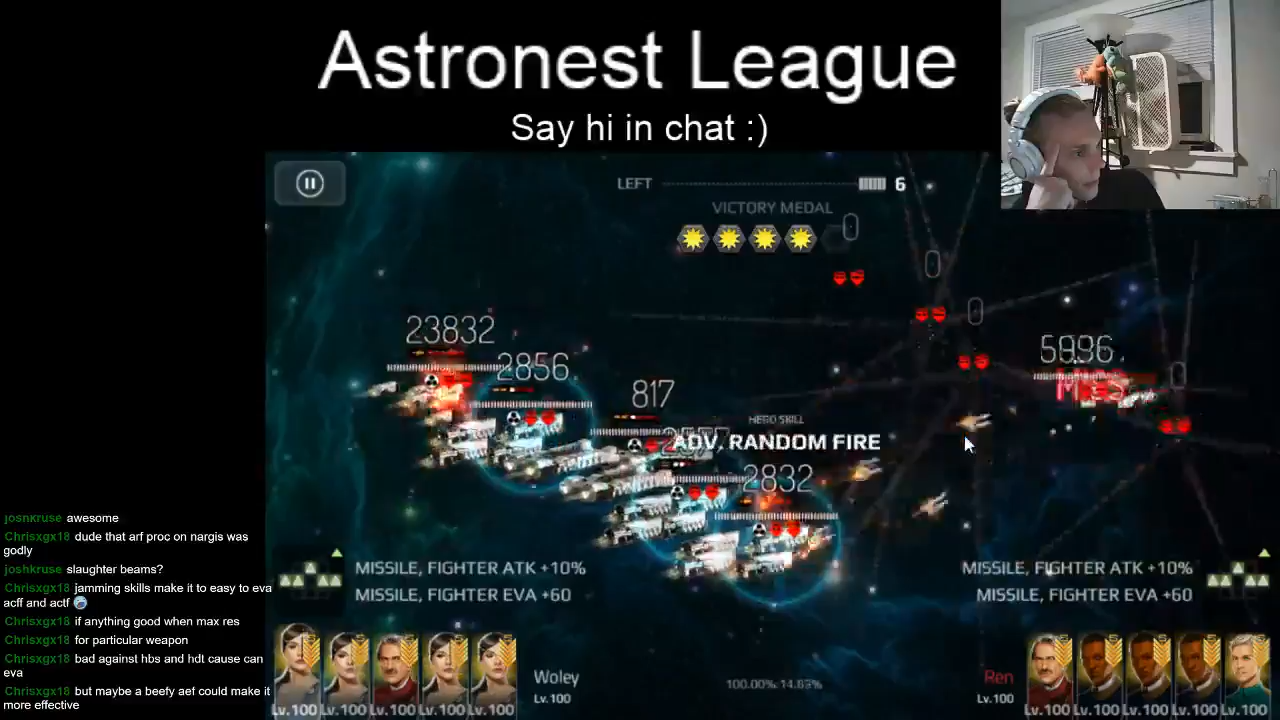 Astronest League
Say hi in chat :)
LEFT
6
VICTORY MEDAL
0
0
0
23832
2856
817
5896
0
HERO SKILL
ADV. RANDOM FIRE
2832
joshkruse awesome
Chrisxgx18 dude that arf proc on nargis was
godly
joshkruse slaughter beams?
Chrisxgx18 jamming skills make it to easy to eva
acff and actf
Chrisxgx18 if anything good when max res
Chrisxgx18 for particular weapon
Chrisxgx18 bad against hbs and hdt cause can
eva
Chrisxgx18 but maybe a beefy aef could make it
more effective
MISSILE, FIGHTER ATK +10%
MISSILE, FIGHTER EVA +60
MISSILE, FIGHTER ATK +10%
MISSILE, FIGHTER EVA +60
Woley
Lv.100
Lv.100 Lv.100 Lv.100 Lv.100 Lv.100
100.00% 14.83%
Ren
Lv.100
Lv.100 Lv.100 Lv.100 Lv.100 Lv.100